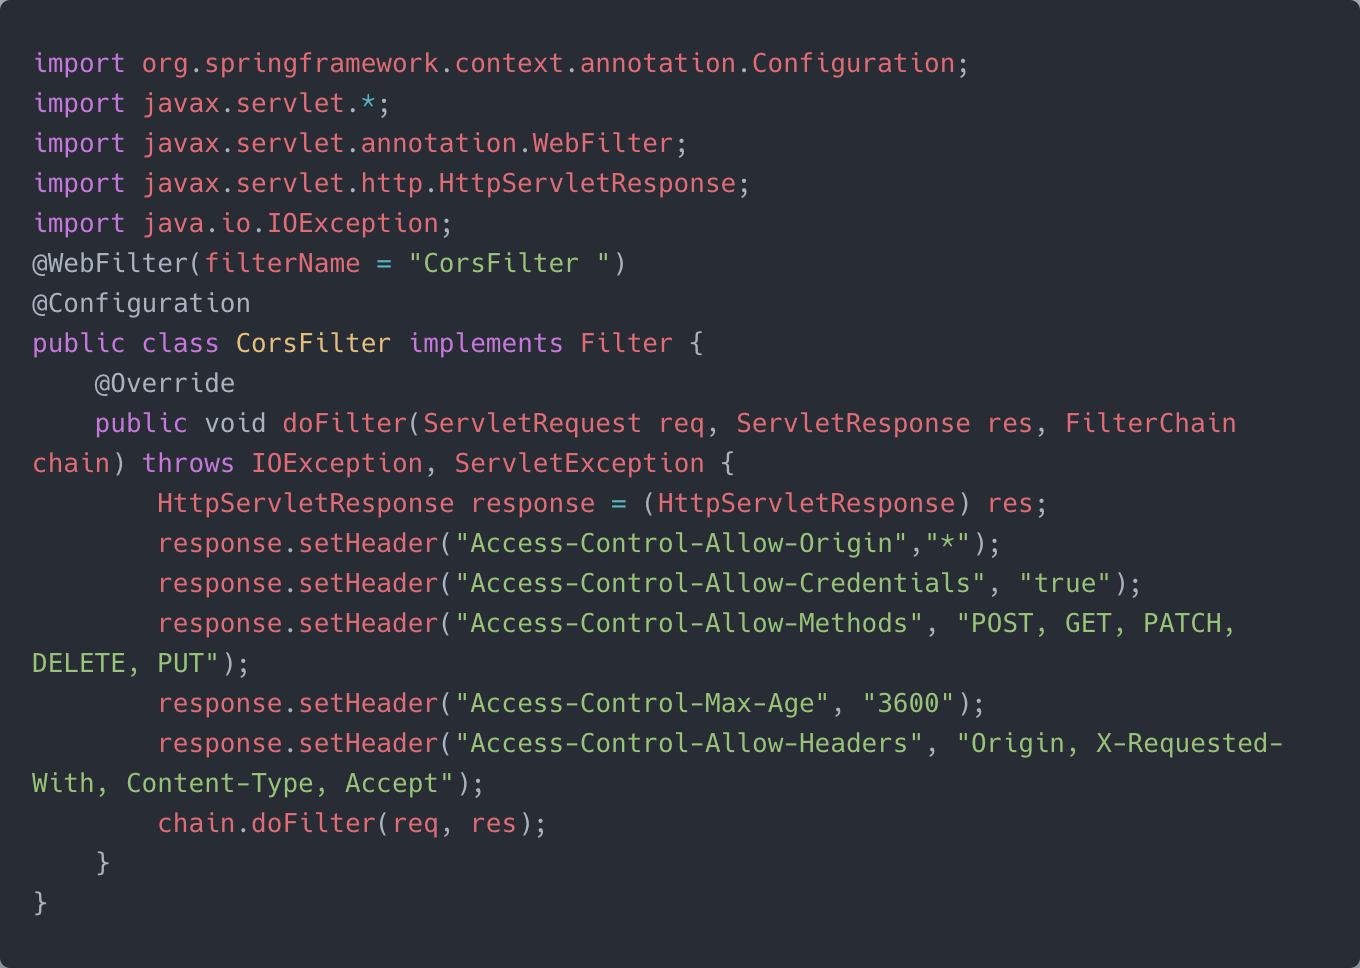 import org.springframework.context.annotation.Configuration;
import javax.servlet.*;
import javax.servlet.annotation.WebFilter;
import javax.servlet.http.HttpServletResponse;
import java.io.IOException;
@WebFilter(filterName = "CorsFilter ")
@Configuration
public class CorsFilter implements Filter {
    @Override
    public void doFilter(ServletRequest req, ServletResponse res, FilterChain
chain) throws IOException, ServletException {
        HttpServletResponse response = (HttpServletResponse) res;
        response.setHeader("Access-Control-Allow-Origin","*");
        response.setHeader("Access-Control-Allow-Credentials", "true");
        response.setHeader("Access-Control-Allow-Methods", "POST, GET, PATCH,
DELETE, PUT");
        response.setHeader("Access-Control-Max-Age", "3600");
        response.setHeader("Access-Control-Allow-Headers", "Origin, X-Requested-
With, Content-Type, Accept");
        chain.doFilter(req, res);
    }
}